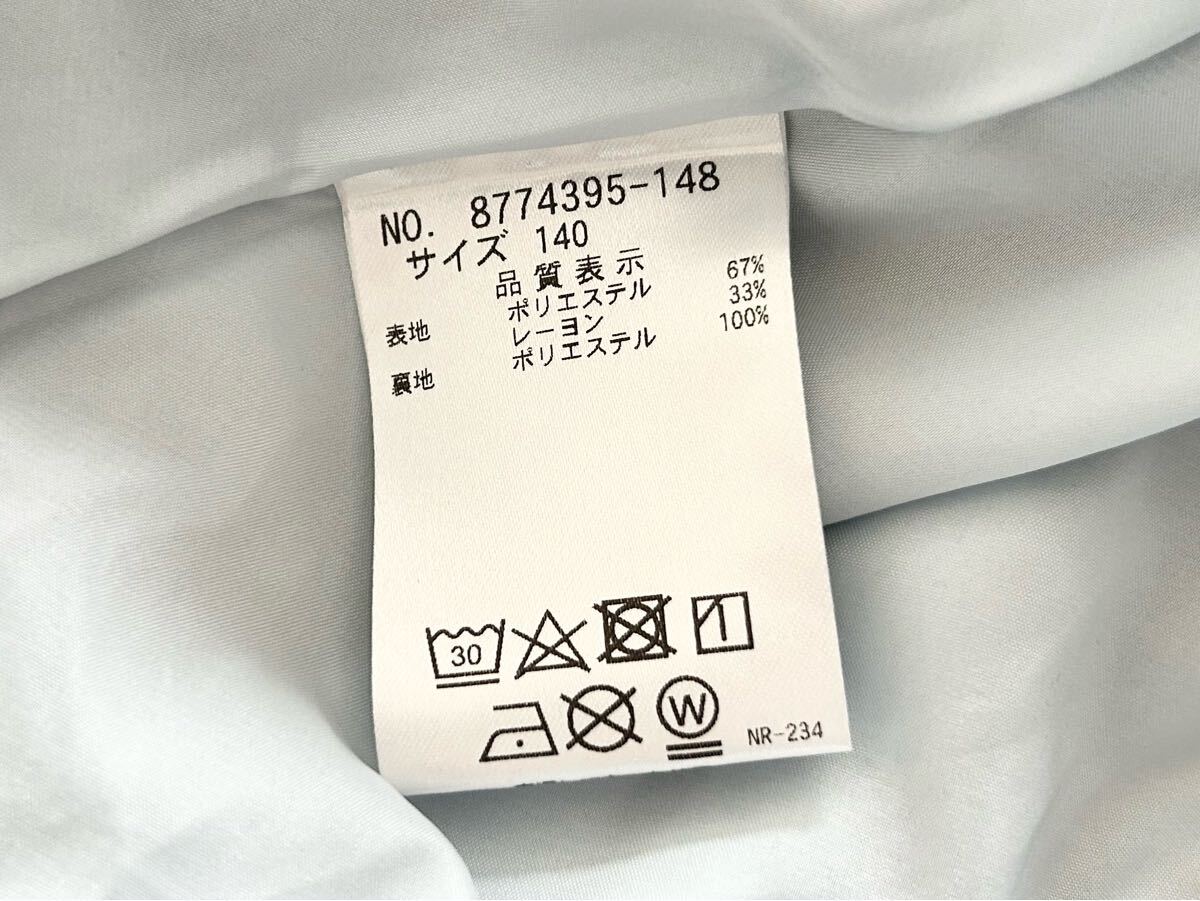 NO. 8774395-148
サイズ 140
品質表示
表地 ポリエステル 67%
レーヨン 33%
裏地 ポリエステル 100%
30
W
NR-234